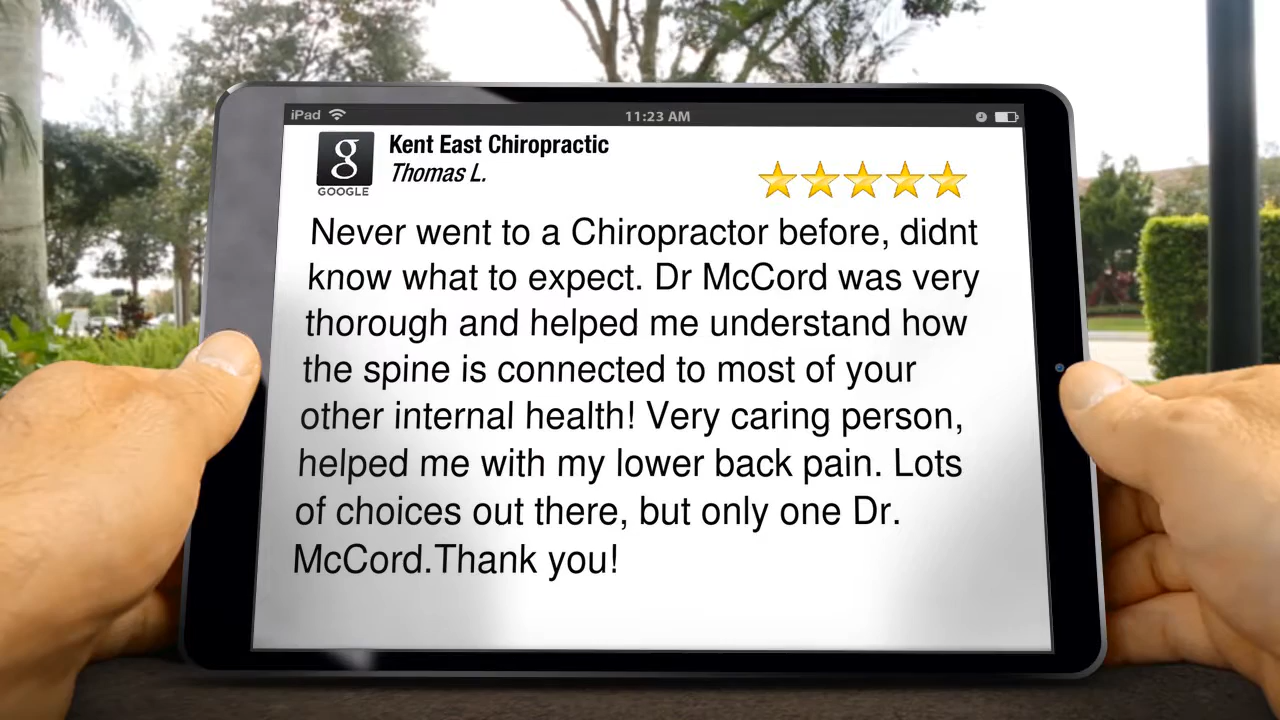 iPad 11:23 AM
g
GOOGLE
Kent East Chiropractic
Thomas L.
Never went to a Chiropractor before, didnt
know what to expect. Dr McCord was very
thorough and helped me understand how
the spine is connected to most of your
other internal health! Very caring person,
helped me with my lower back pain. Lots
of choices out there, but only one Dr.
McCord.Thank you!